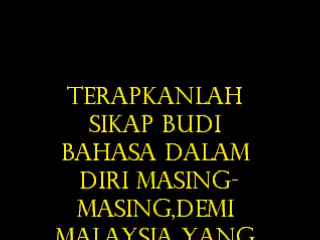 TERAPKANLAH
SIKAP BUDI
BAHASA DALAM
DIRI MASING-
MASING,DEMI
MALAYSIA YANG